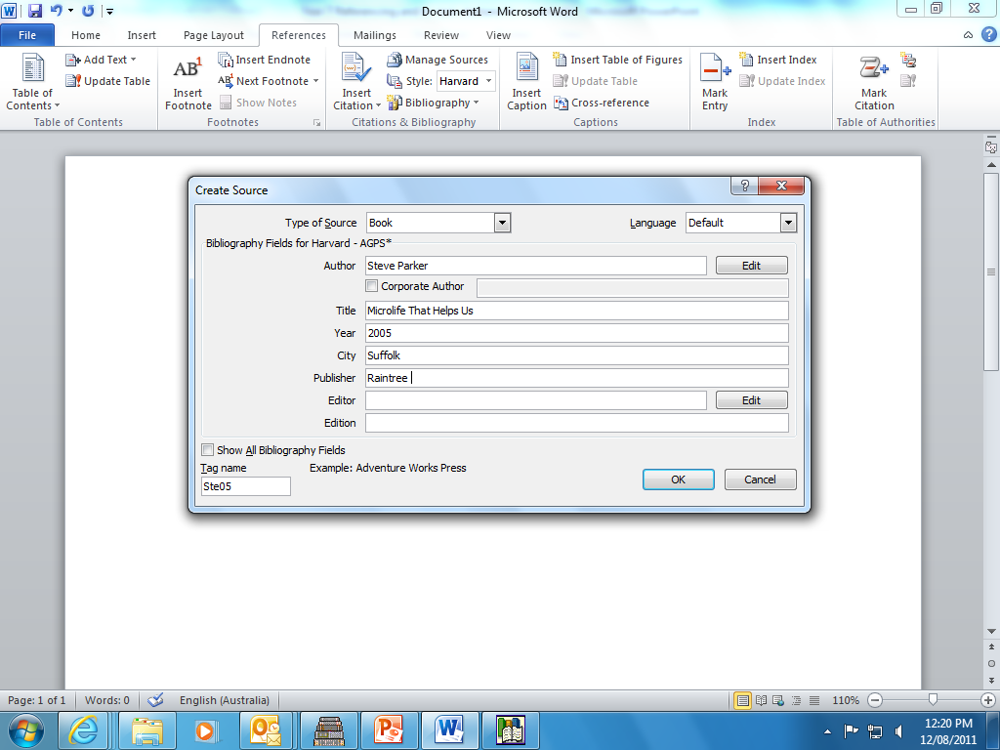 Document1 - Microsoft Word
File Home Insert Page Layout References Mailings Review View
Table of Contents
Add Text
Update Table
Table of Contents
AB1
Insert Footnote
Insert Endnote
AB1 Next Footnote
Show Notes
Footnotes
Insert Citation
Manage Sources
Style: Harvard
Bibliography
Citations & Bibliography
Insert Caption
Insert Table of Figures
Update Table
Cross-reference
Captions
Mark Entry
Insert Index
Update Index
Index
Mark Citation
Table of Authorities
Create Source
Type of Source Book Language Default
Bibliography Fields for Harvard - AGPS*
Author Steve Parker Edit
Corporate Author
Title Microlife That Helps Us
Year 2005
City Suffolk
Publisher Raintree
Editor Edit
Edition
Show All Bibliography Fields
Tag name Example: Adventure Works Press
Ste05
OK Cancel
Page: 1 of 1 Words: 0 English (Australia) 110%
12:20 PM
12/08/2011